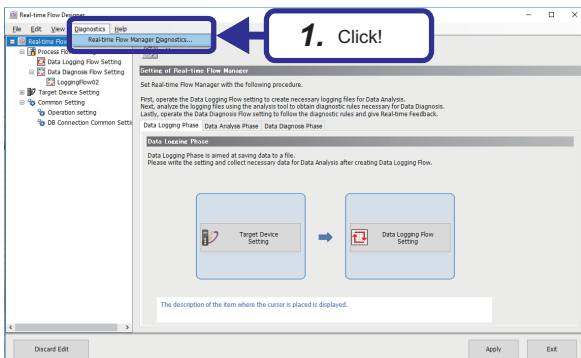 Real-time Flow Designer
File Edit View Diagnostics Help
Real-time Flow Manager Diagnostics...
1. Click!
Real-time Flow
Process Flo
Data Logging Flow Setting
Data Diagnosis Flow Setting
LoggingFlow02
Target Device Setting
Common Setting
Operation setting
DB Connection Common Setti
Setting of Real-time Flow Manager
Set Real-time Flow Manager with the following procedure.
First, operate the Data Logging Flow setting to create necessary logging files for Data Analysis.
Next, analyze the logging files using the analysis tool to obtain diagnostic rules necessary for Data Diagnosis.
Lastly, operate the Data Diagnosis Flow Setting to follow the diagnostic rules and give Real-time Feedback.
Data Logging Phase Data Analysis Phase Data Diagnosis Phase
Data Logging Phase
Data Logging Phase is aimed at saving data to a file.
Please write the setting and collect necessary data for Data Analysis after creating Data Logging Flow.
Target Device
Setting
Data Logging Flow
Setting
The description of the item where the cursor is placed is displayed.
Discard Edit Apply Exit